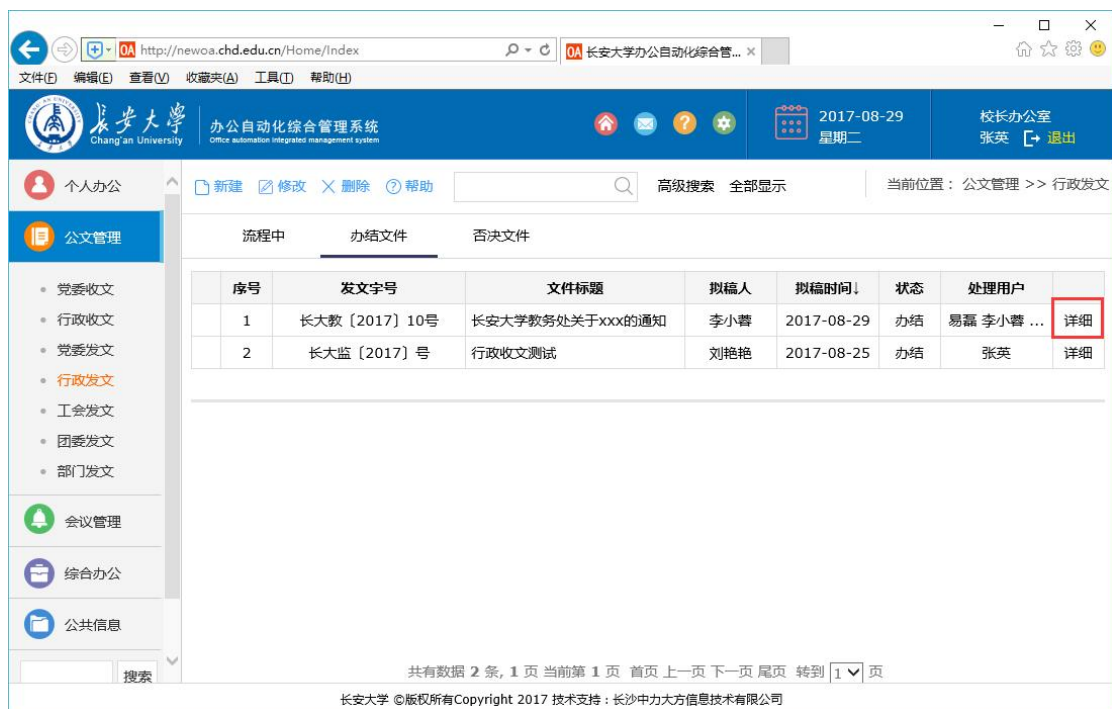 http://newoa.chd.edu.cn/Home/Index
长安大学办公自动化综合管... ×
文件(F) 编辑(E) 查看(V) 收藏夹(A) 工具(T) 帮助(H)
长安大学
CHANG'AN UNIVERSITY
Chang'an University
办公自动化综合管理系统
Office automation integrated management system
2017-08-29
星期二
校长办公室
张英 退出
个人办公
公文管理
党委收文
行政收文
党委发文
行政发文
工会发文
团委发文
部门发文
会议管理
综合办公
公共信息
搜索
新建 修改 删除 帮助 高级搜索 全部显示 当前位置：公文管理 >> 行政发文
流程中 办结文件 否决文件
序号 发文字号 文件标题 拟稿人 拟稿时间↓ 状态 处理用户
1 长大教〔2017〕10号 长安大学教务处关于xxx的通知 李小蓉 2017-08-29 办结 易磊 李小蓉 ... 详细
2 长大监〔2017〕号 行政收文测试 刘艳艳 2017-08-25 办结 张英 详细
共有数据 2 条, 1 页 当前第 1 页 首页 上一页 下一页 尾页 转到 1 页
长安大学 ©版权所有Copyright 2017 技术支持：长沙中力大方信息技术有限公司